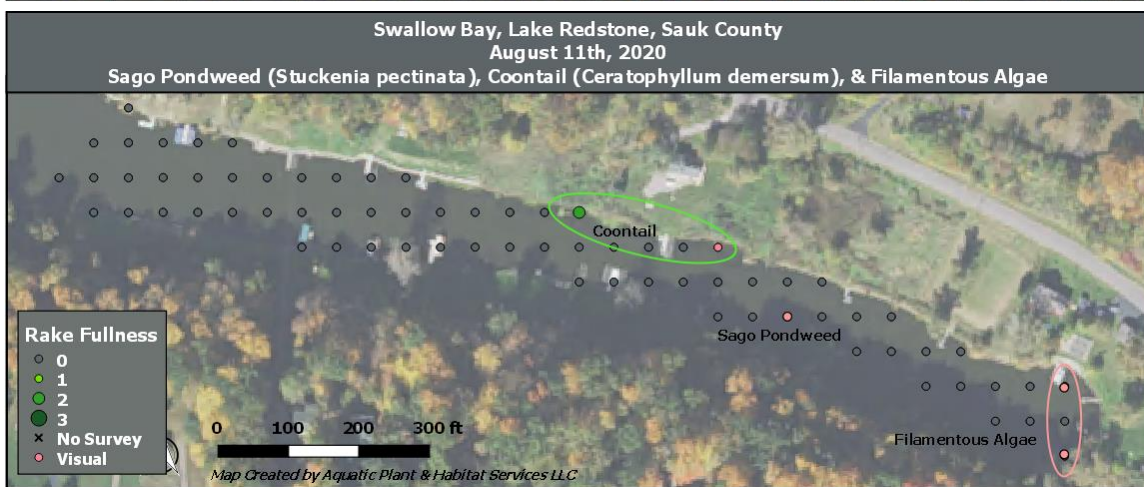 Swallow Bay, Lake Redstone, Sauk County
August 11th, 2020
Sago Pondweed (Stuckenia pectinata), Coontail (Ceratophyllum demersum), & Filamentous Algae
Coontail
Sago Pondweed
Filamentous Algae
Rake Fullness
0
1
2
3
No Survey
Visual
0 100 200 300 ft
Map Created by Aquatic Plant & Habitat Services LLC